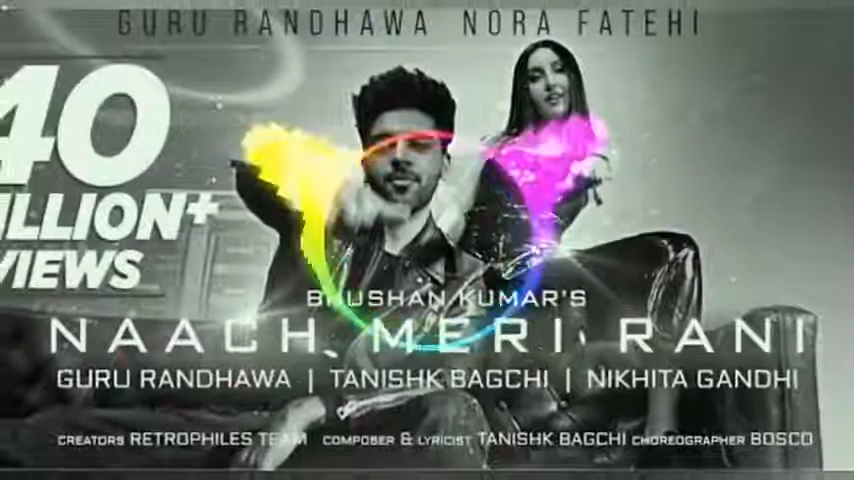 GURU RANDHAWA NORA FATEHI
40
ILLION+
VIEWS
BHUSHAN KUMAR'S
NAACH MERI RANI
GURU RANDHAWA | TANISHK BAGCHI | NIKHITA GANDHI
CREATORS RETROPHILES TEAM COMPOSER & LYRICIST TANISHK BAGCHI CHOREOGRAPHER BOSCO